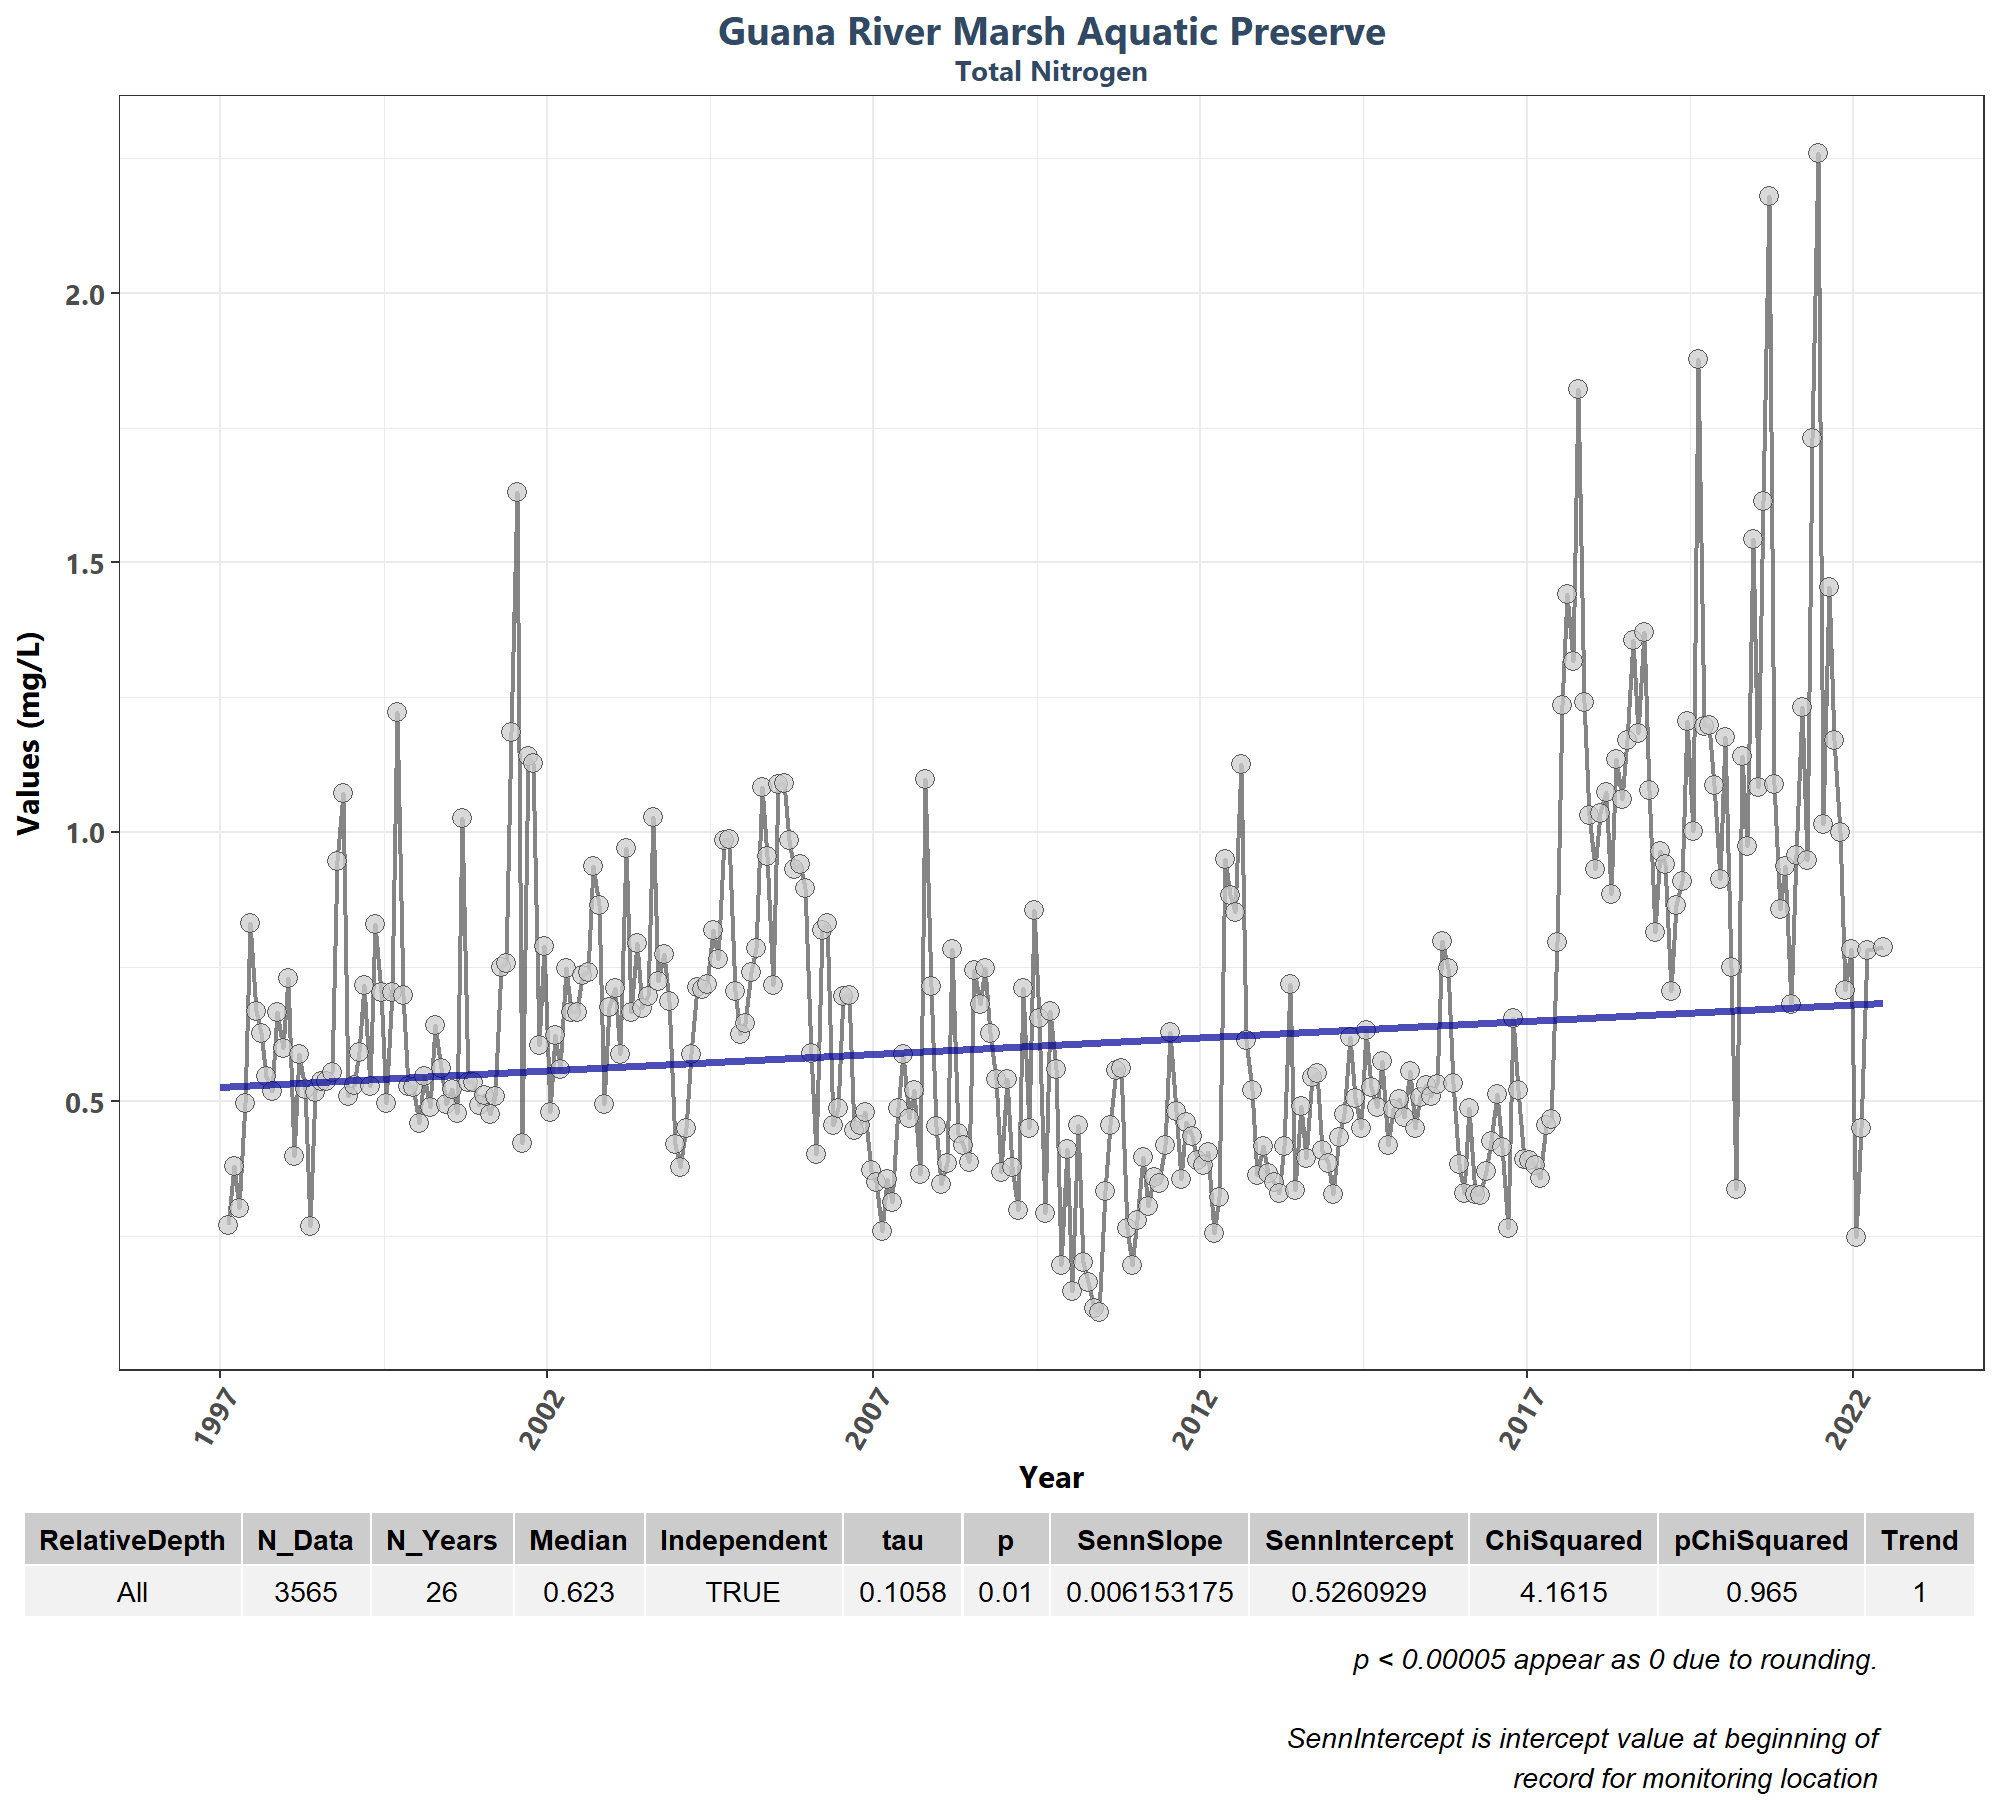 Guana River Marsh Aquatic Preserve
Total Nitrogen
Values (mg/L)
2.0
1.5
1.0
0.5
1997 2002 2007 2012 2017 2022
Year
RelativeDepth N_Data N_Years Median Independent tau p SennSlope SennIntercept ChiSquared pChiSquared Trend
All 3565 26 0.623 TRUE 0.1058 0.01 0.006153175 0.5260929 4.1615 0.965 1
p < 0.00005 appear as 0 due to rounding.
SennIntercept is intercept value at beginning of
record for monitoring location